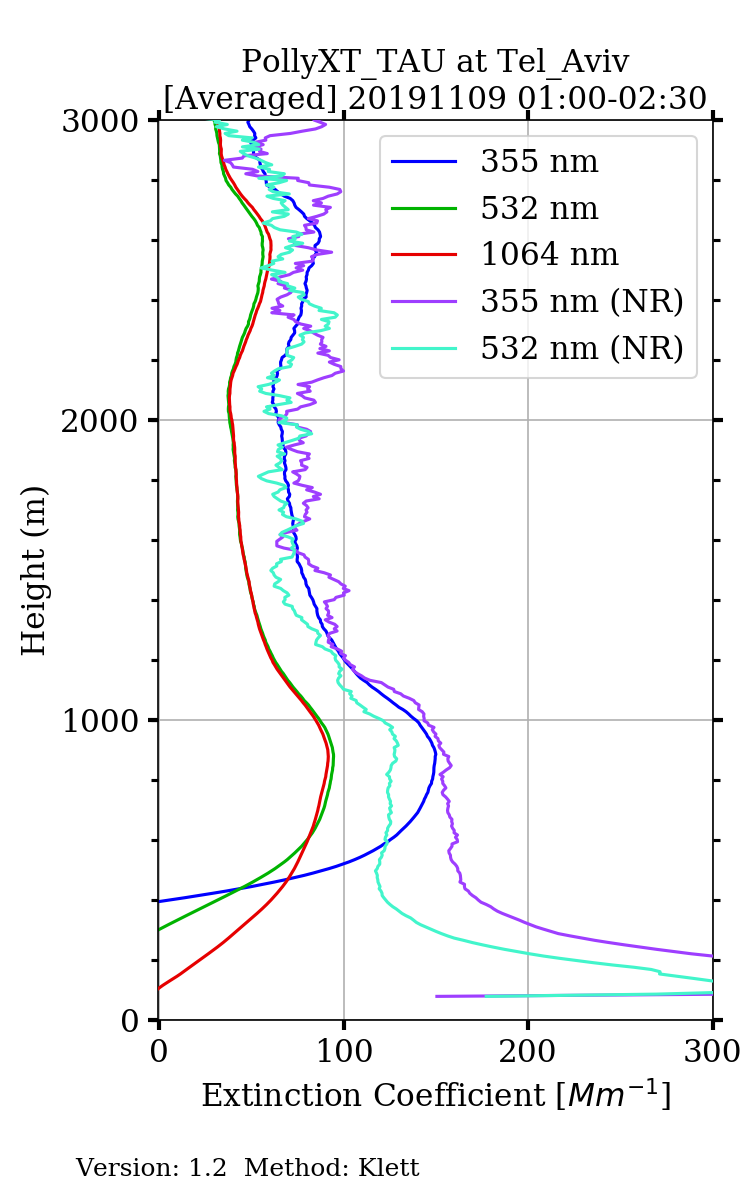 PollyXT_TAU at Tel_Aviv
[Averaged] 20191109 01:00-02:30
3000
2000
1000
0
Height (m)
355 nm
532 nm
1064 nm
355 nm (NR)
532 nm (NR)
0 100 200 300
Extinction Coefficient [Mm⁻¹]
Version: 1.2 Method: Klett